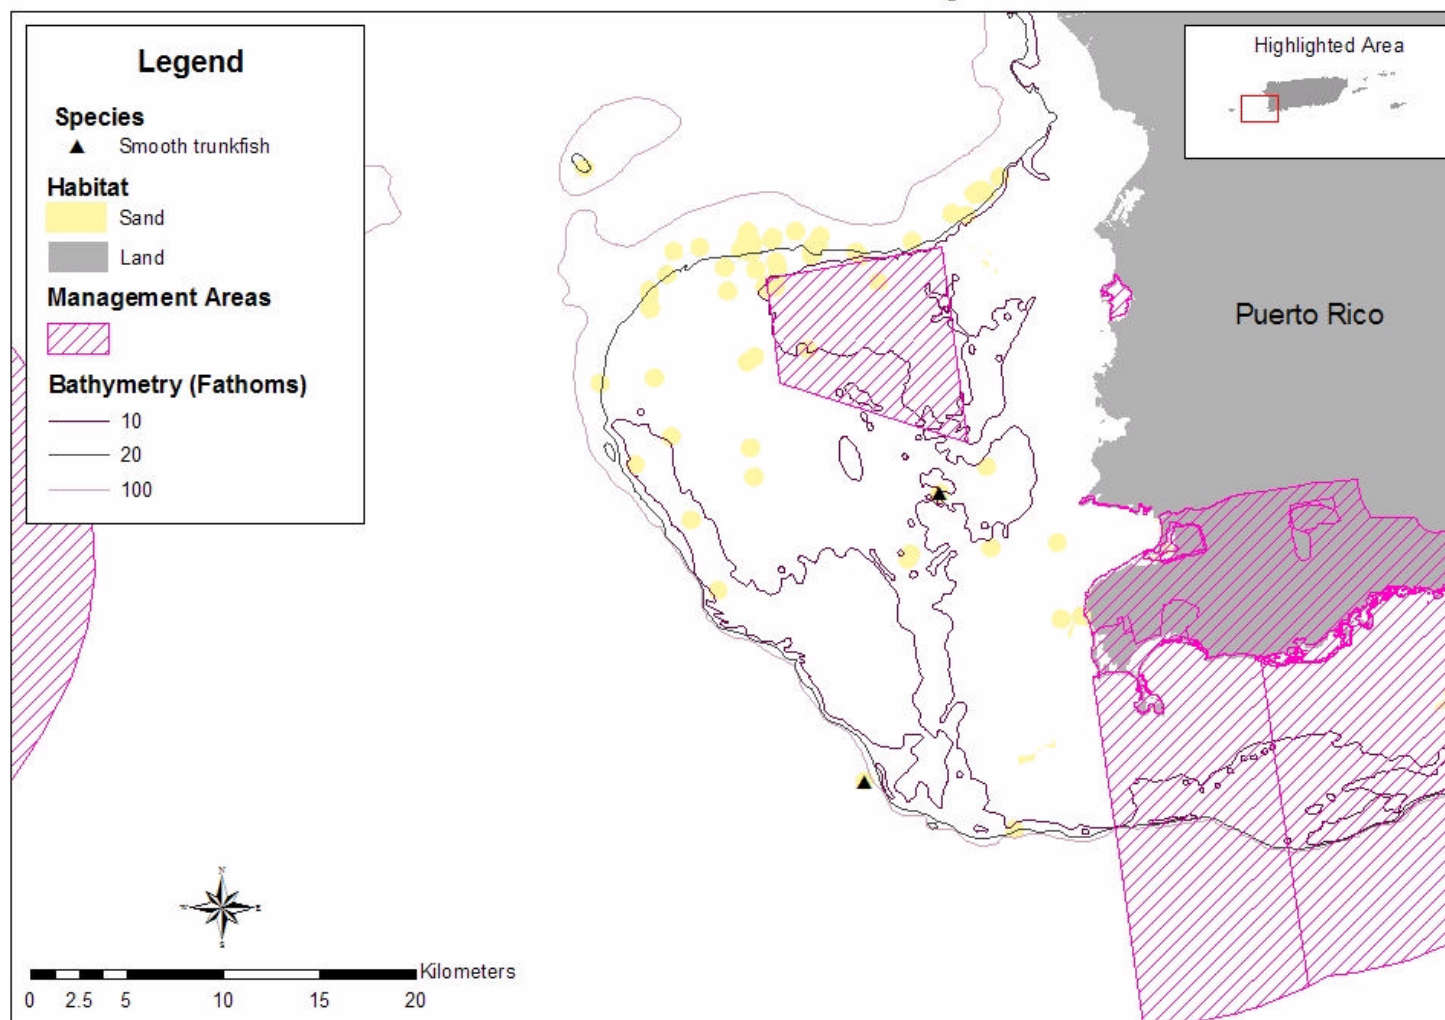 Legend
Species
Smooth trunkfish
Habitat
Sand
Land
Management Areas
Bathymetry (Fathoms)
10
20
100
Highlighted Area
Puerto Rico
N
W
E
S
Kilometers
0 2.5 5 10 15 20